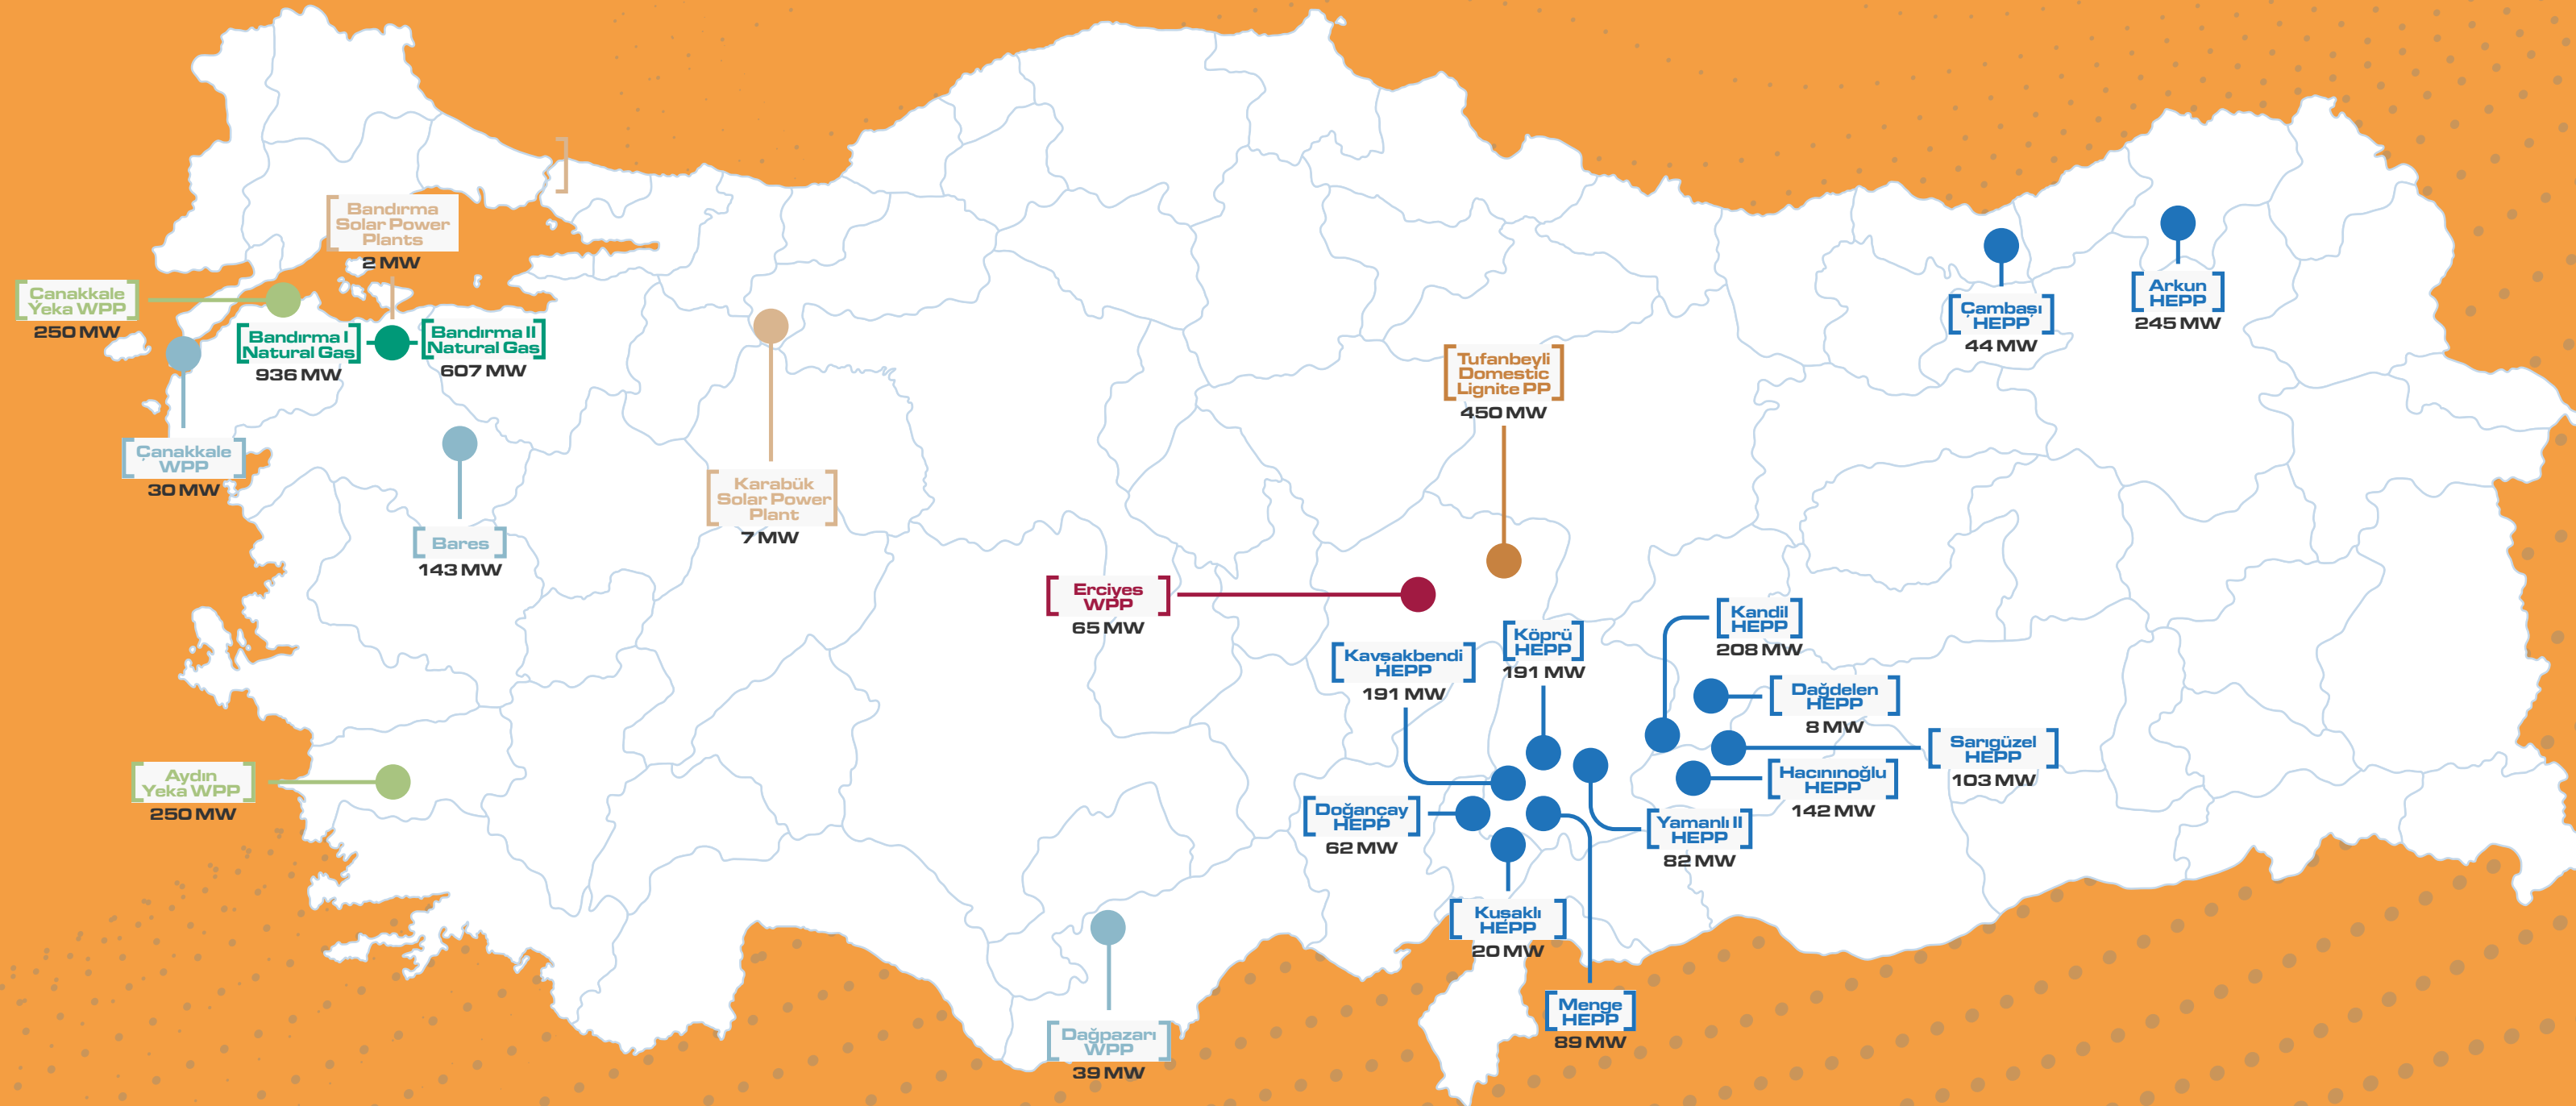 Bandırma
Solar Power
Plants
2 MW
Çanakkale
Yeka WPP
250 MW
Bandırma I
Natural Gas
936 MW
Bandırma II
Natural Gas
607 MW
Çanakkale
WPP
30 MW
Bares
143 MW
Karabük
Solar Power
Plant
7 MW
Aydın
Yeka WPP
250 MW
Erciyes
WPP
65 MW
Tufanbeyli
Domestic
Lignite PP
450 MW
Çambaşı
HEPP
44 MW
Arkun
HEPP
245 MW
Kavşakbendi
HEPP
191 MW
Köprü
HEPP
191 MW
Kandil
HEPP
208 MW
Dağdelen
HEPP
8 MW
Sarıgüzel
HEPP
103 MW
Hacınınoğlu
HEPP
142 MW
Yamanlı II
HEPP
82 MW
Doğançay
HEPP
62 MW
Kuşaklı
HEPP
20 MW
Menge
HEPP
89 MW
Dağpazarı
WPP
39 MW